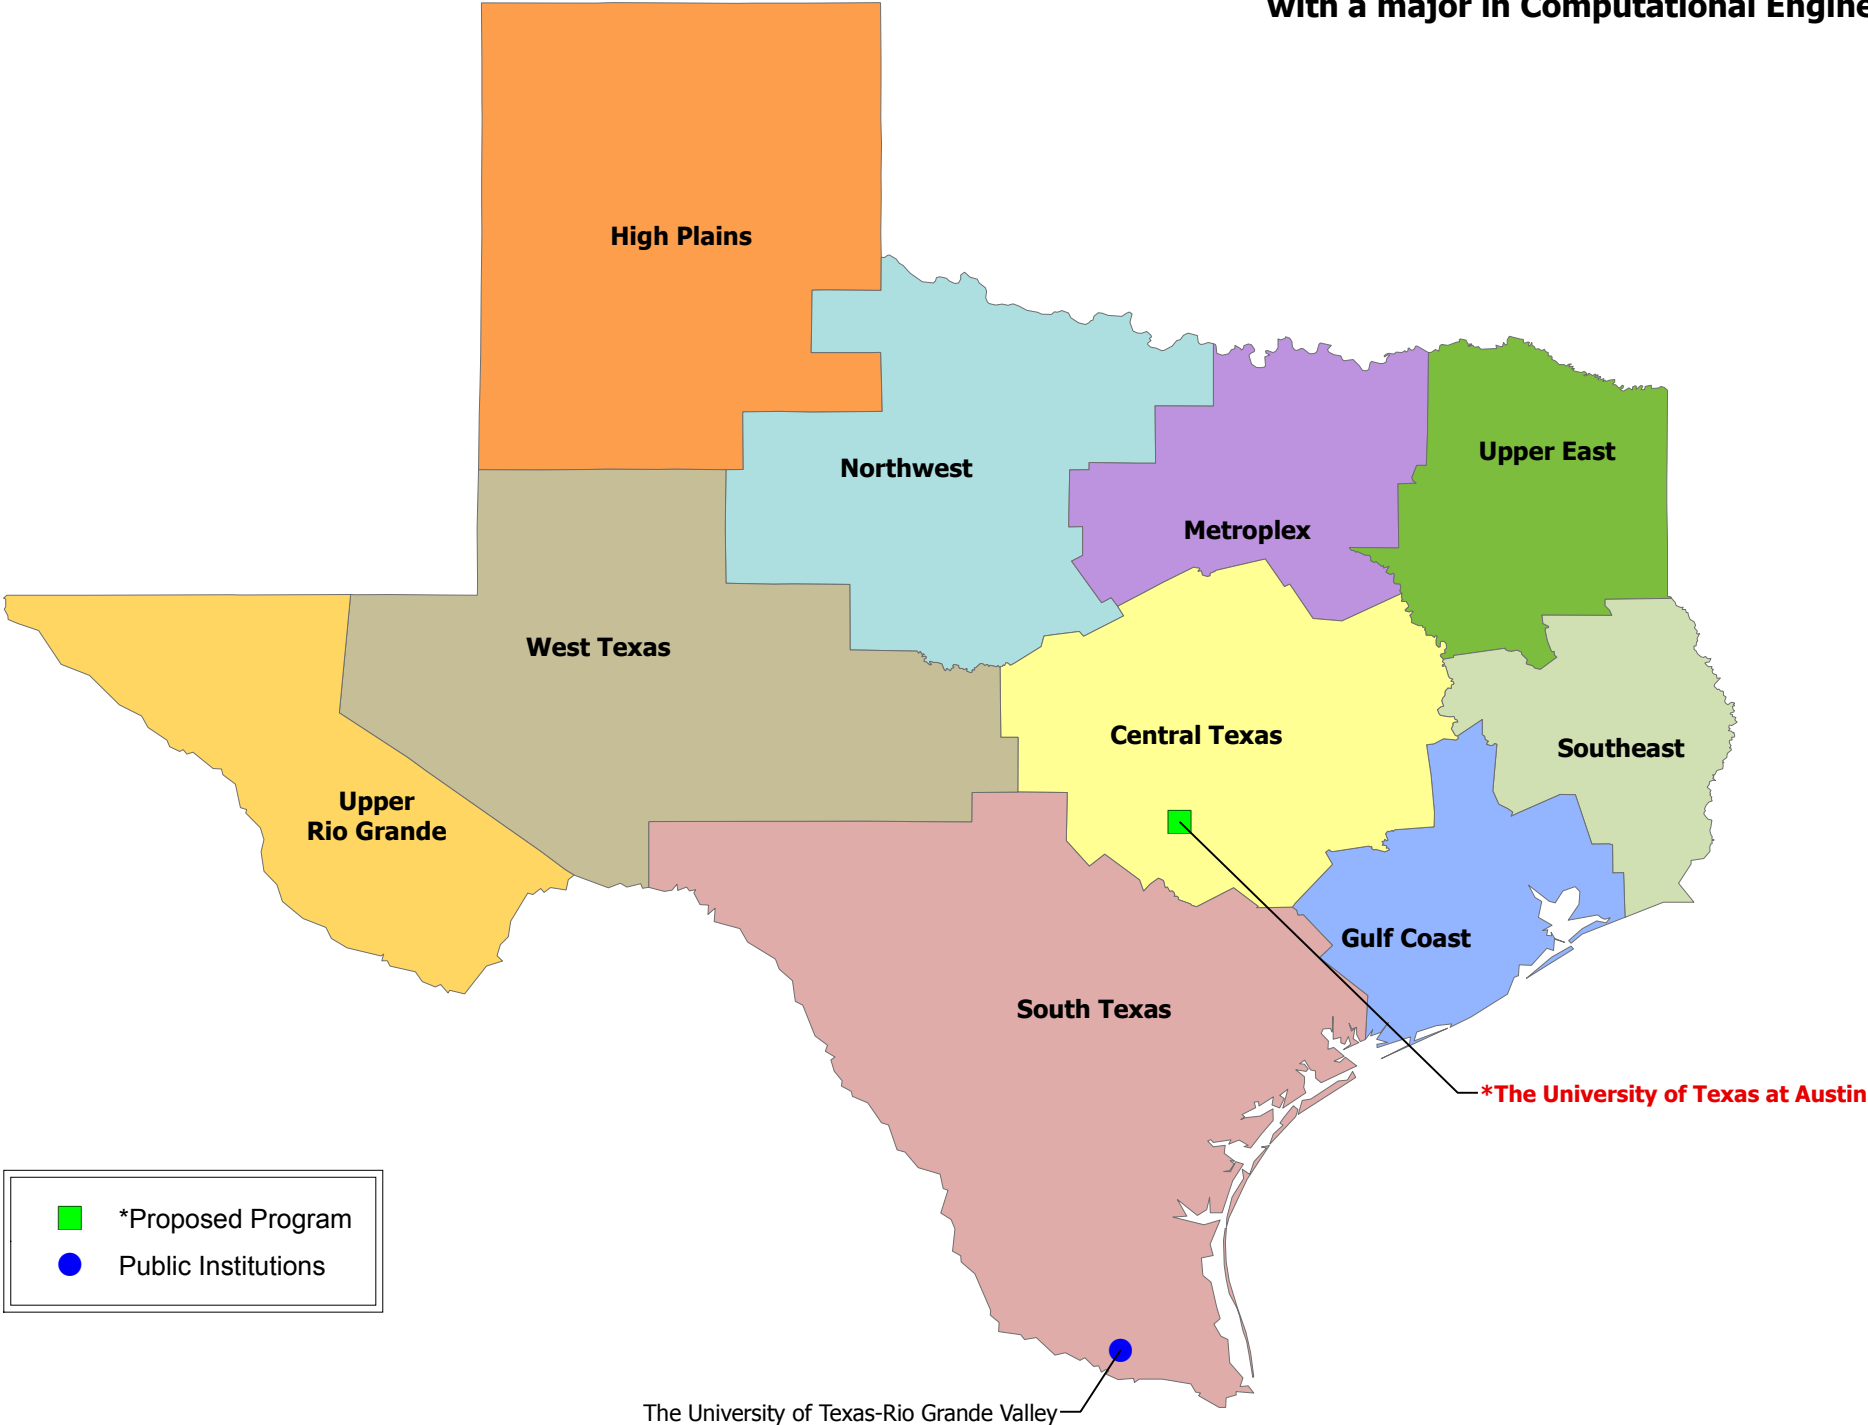 with a major in Computational Engine
High Plains
Upper East
Northwest
Metroplex
West Texas
Central Texas
Southeast
Upper
Rio Grande
Gulf Coast
South Texas
*The University of Texas at Austin
*Proposed Program
Public Institutions
The University of Texas-Rio Grande Valley